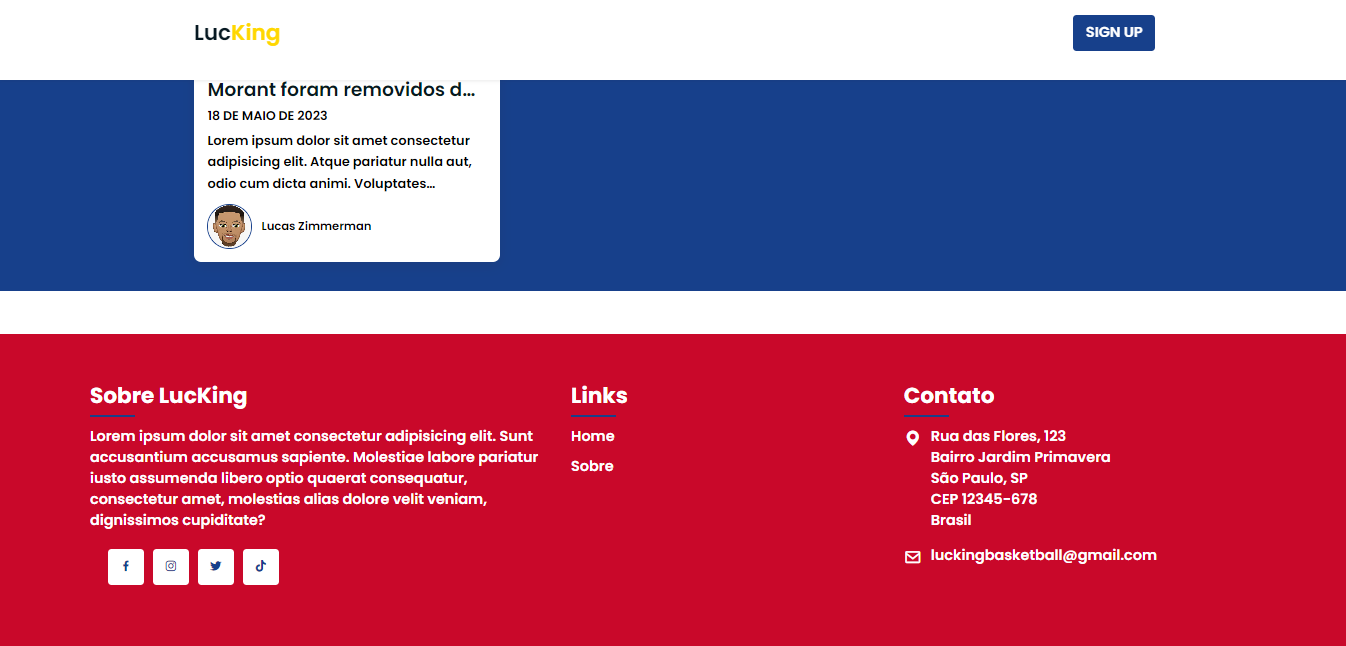 LucKing
SIGN UP
Morant foram removidos d...
18 DE MAIO DE 2023
Lorem ipsum dolor sit amet consectetur
adipisicing elit. Atque pariatur nulla aut,
odio cum dicta animi. Voluptates...
Lucas Zimmerman
Sobre LucKing
Lorem ipsum dolor sit amet consectetur adipisicing elit. Sunt
accusantium accusamus sapiente. Molestiae labore pariatur
iusto assumenda libero optio quaerat consequatur,
consectetur amet, molestias alias dolore velit veniam,
dignissimos cupiditate?
Links
Home
Sobre
Contato
Rua das Flores, 123
Bairro Jardim Primavera
São Paulo, SP
CEP 12345-678
Brasil
luckingbasketball@gmail.com